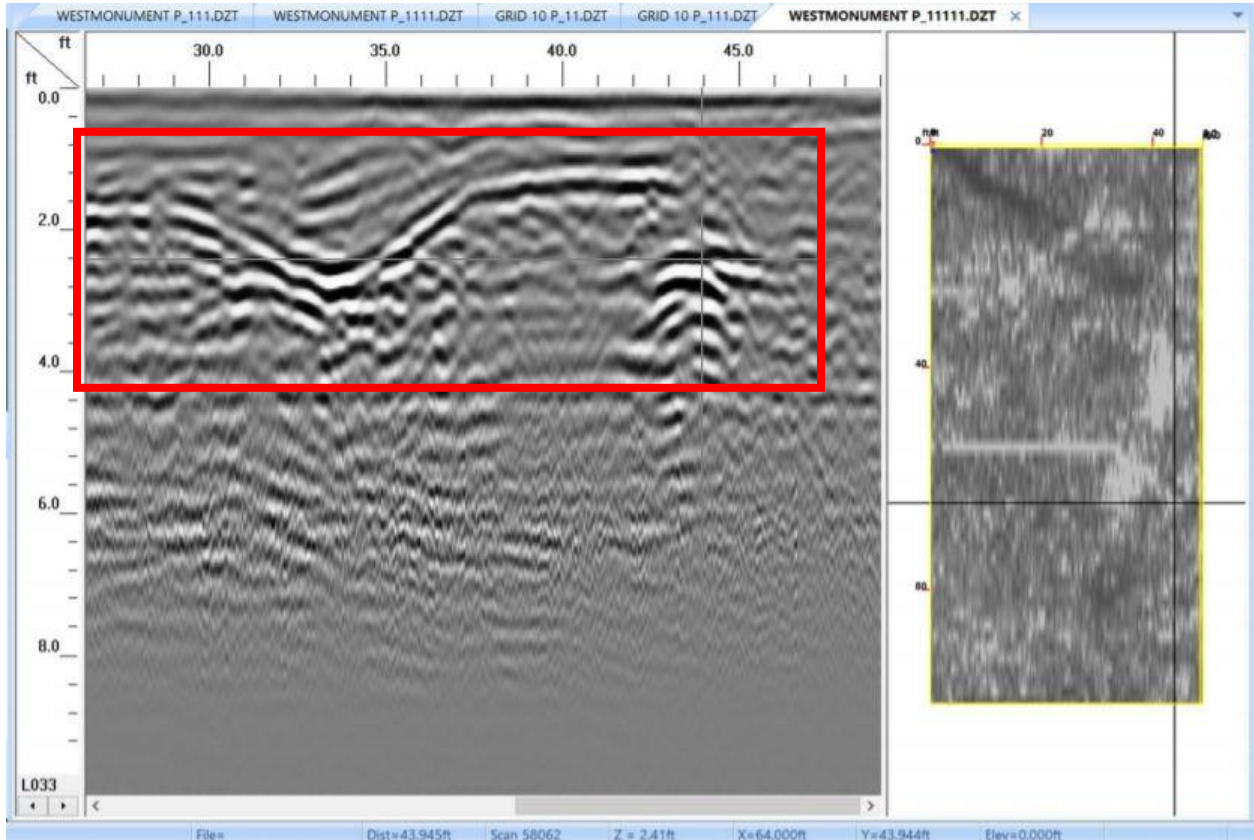 WESTMONUMENT P_111.DZT WESTMONUMENT P_1111.DZT GRID 10 P_11.DZT GRID 10 P_111.DZT WESTMONUMENT P_11111.DZT ×
ft 30.0 35.0 40.0 45.0
ft
0.0
2.0
4.0
6.0
8.0
L033
0 20 40
40
80
File= Dist=43.945ft Scan 58062 Z = 2.41ft X=64.000ft Y=43.944ft Elev=0.000ft